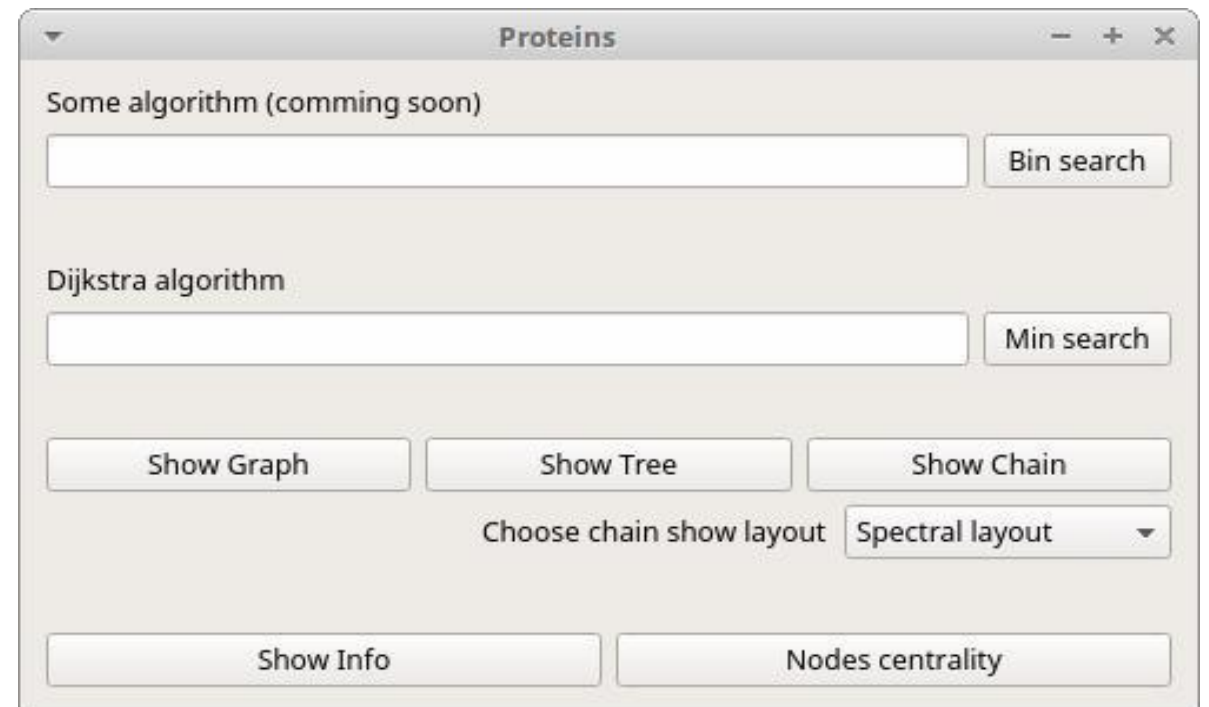 Proteins
Some algorithm (comming soon)
Bin search
Dijkstra algorithm
Min search
Show Graph Show Tree Show Chain
Choose chain show layout Spectral layout
Show Info Nodes centrality